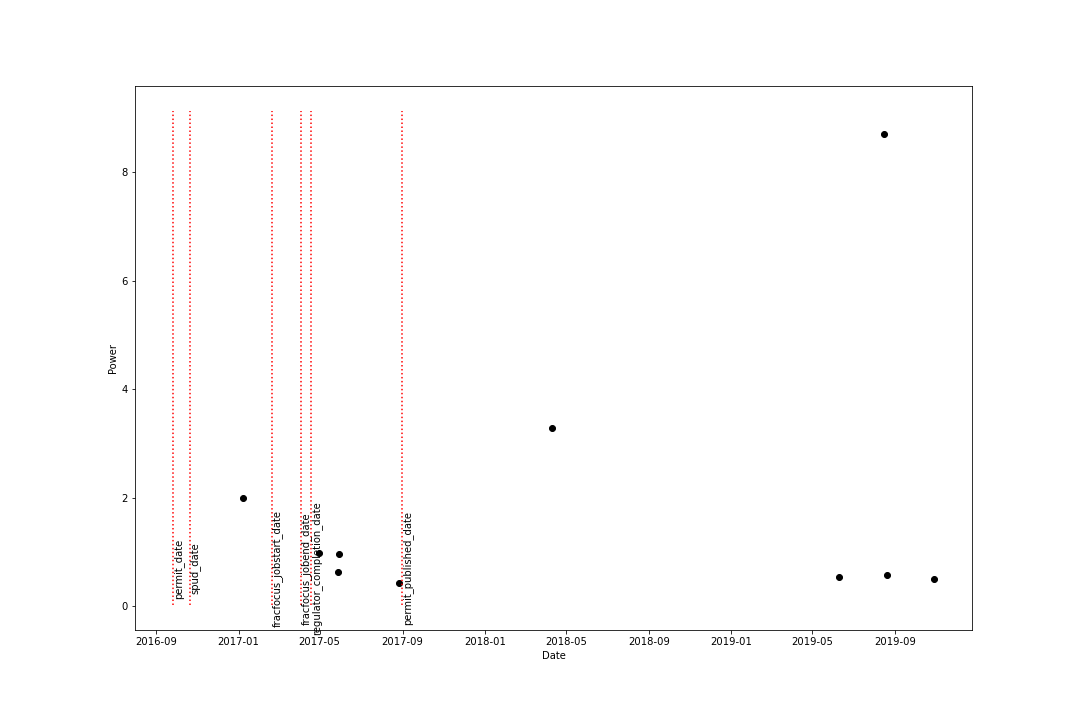 8
6
4
2
0
Power
permit_date
spud_date
fracfocus_jobstart_date
fracfocus_jobend_date
regulator_completion_date
permit_published_date
2016-09
2017-01
2017-05
2017-09
2018-01
2018-05
2018-09
2019-01
2019-05
2019-09
Date